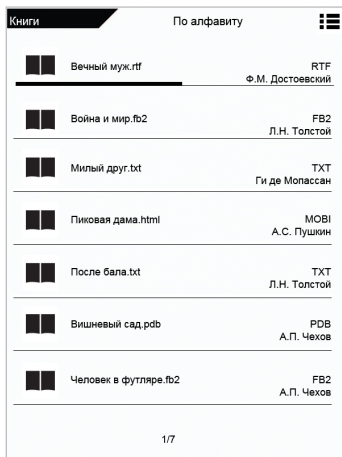 Книги По алфавиту
Вечный муж.rtf RTF
Ф.М. Достоевский
Война и мир.fb2 FB2
Л.Н. Толстой
Милый друг.txt TXT
Ги де Мопассан
Пиковая дама.html MOBI
А.С. Пушкин
После бала.txt TXT
Л.Н. Толстой
Вишневый сад.pdb PDB
А.П. Чехов
Человек в футляре.fb2 FB2
А.П. Чехов
1/7